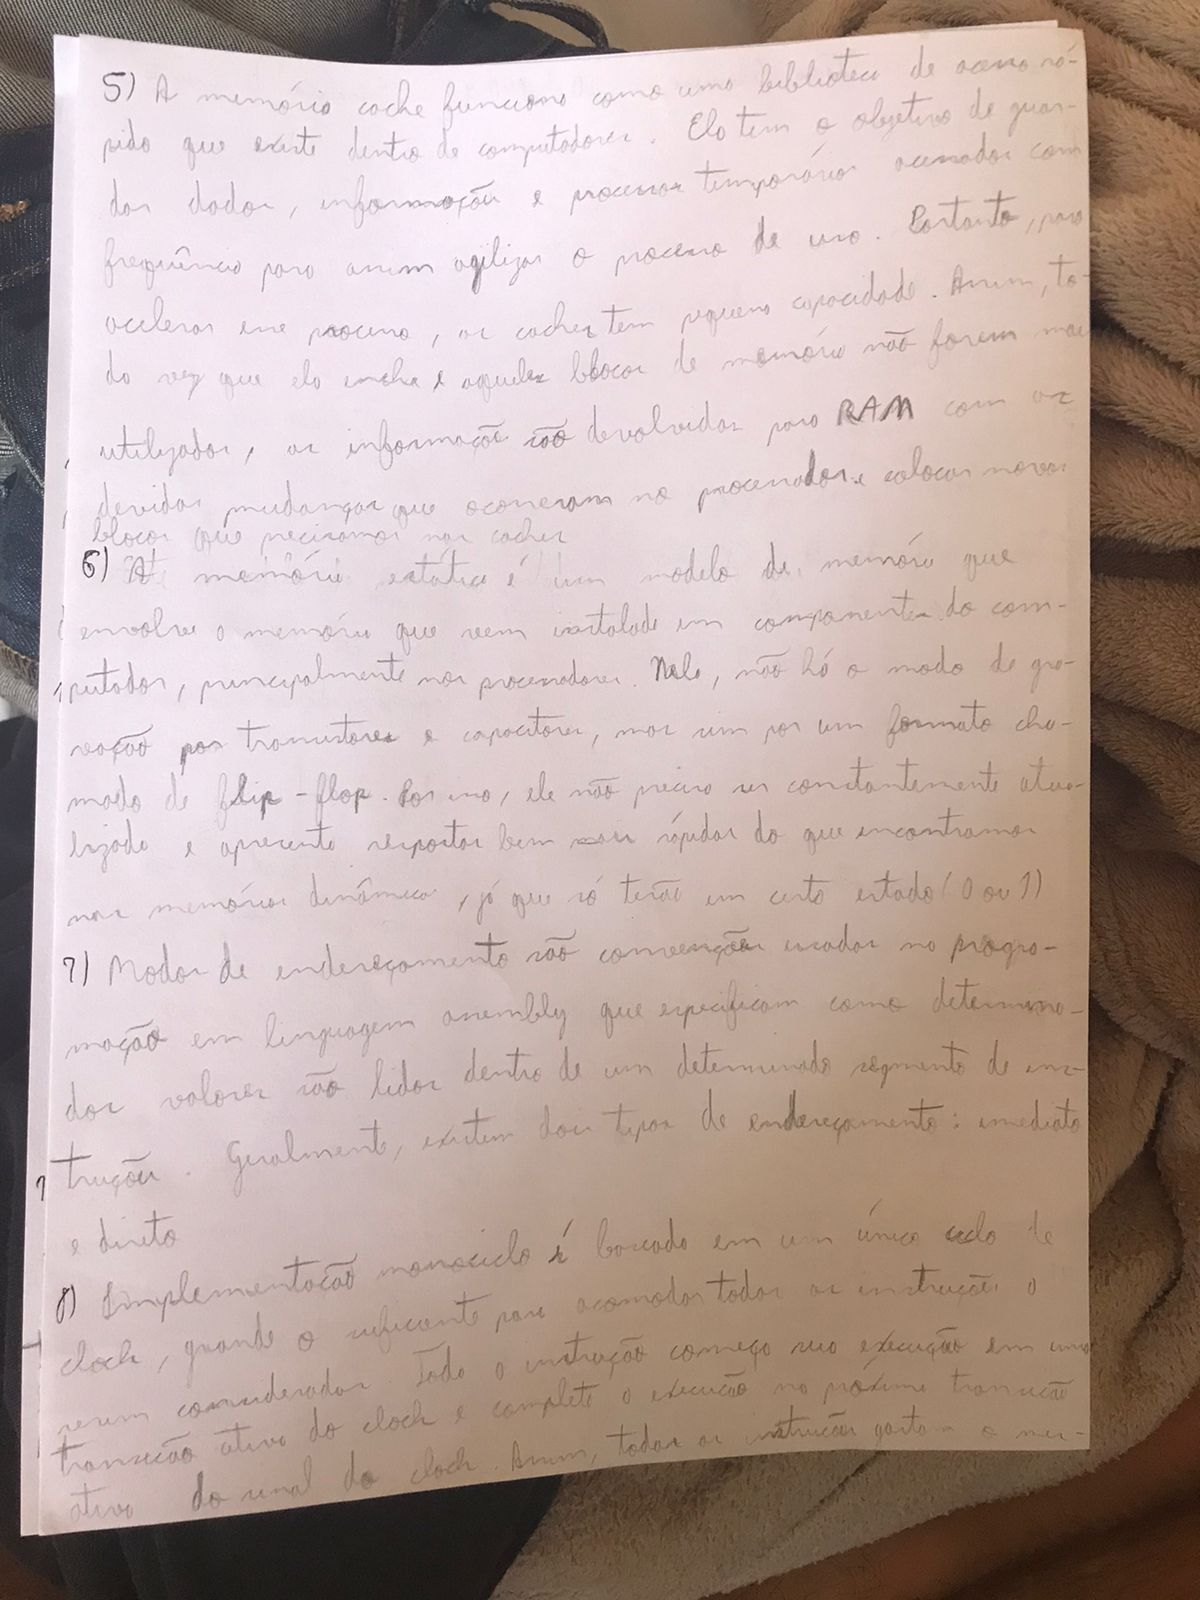 5) A memória cache funciona como uma biblioteca de acesso rá-
pido que existe dentro de computadores. Ela tem o objetivo de guar-
dar dados, informações e processos temporários acessados com
frequência para assim agilizar o processo de uso. Portanto, para
acelerar esse processo, as caches tem pequena capacidade. Assim, to-
da vez que ela encha e aqueles blocos de memória não forem mais
utilizados, as informações são devolvidas para RAM com as
devidas mudanças que ocorreram no processador e colocar novos
blocos que precisamos nas caches
6) A memória estática é um modelo de memória que
envolve a memória que vem instalada em componentes do com-
putador, principalmente nos processadores. Nela, não há o modo de gra-
vação por transistores e capacitores, mas sim por um formato cha-
mado de flip-flop. Por isso, ele não precisa ser constantemente atua-
lizado e apresenta respostas bem mais rápidas do que encontramos
nas memórias dinâmicas, já que só terão um certo estado (0 ou 1)
7) Modos de endereçamento são convenções usadas na progra-
mação em linguagem assembly que especificam como determina-
dos valores são lidos dentro de um determinado segmento de ins-
truções. Geralmente, existem dois tipos de endereçamento: imediato
e direto
8) Implementação monociclo é baseada em um único ciclo de
clock, grande o suficiente para acomodar todas as instruções a
serem consideradas. Toda a instrução começa sua execução em uma
transição ativa do clock e completa a execução na próxima transição
ativa do sinal do clock. Assim, todas as instruções gastam o mes-